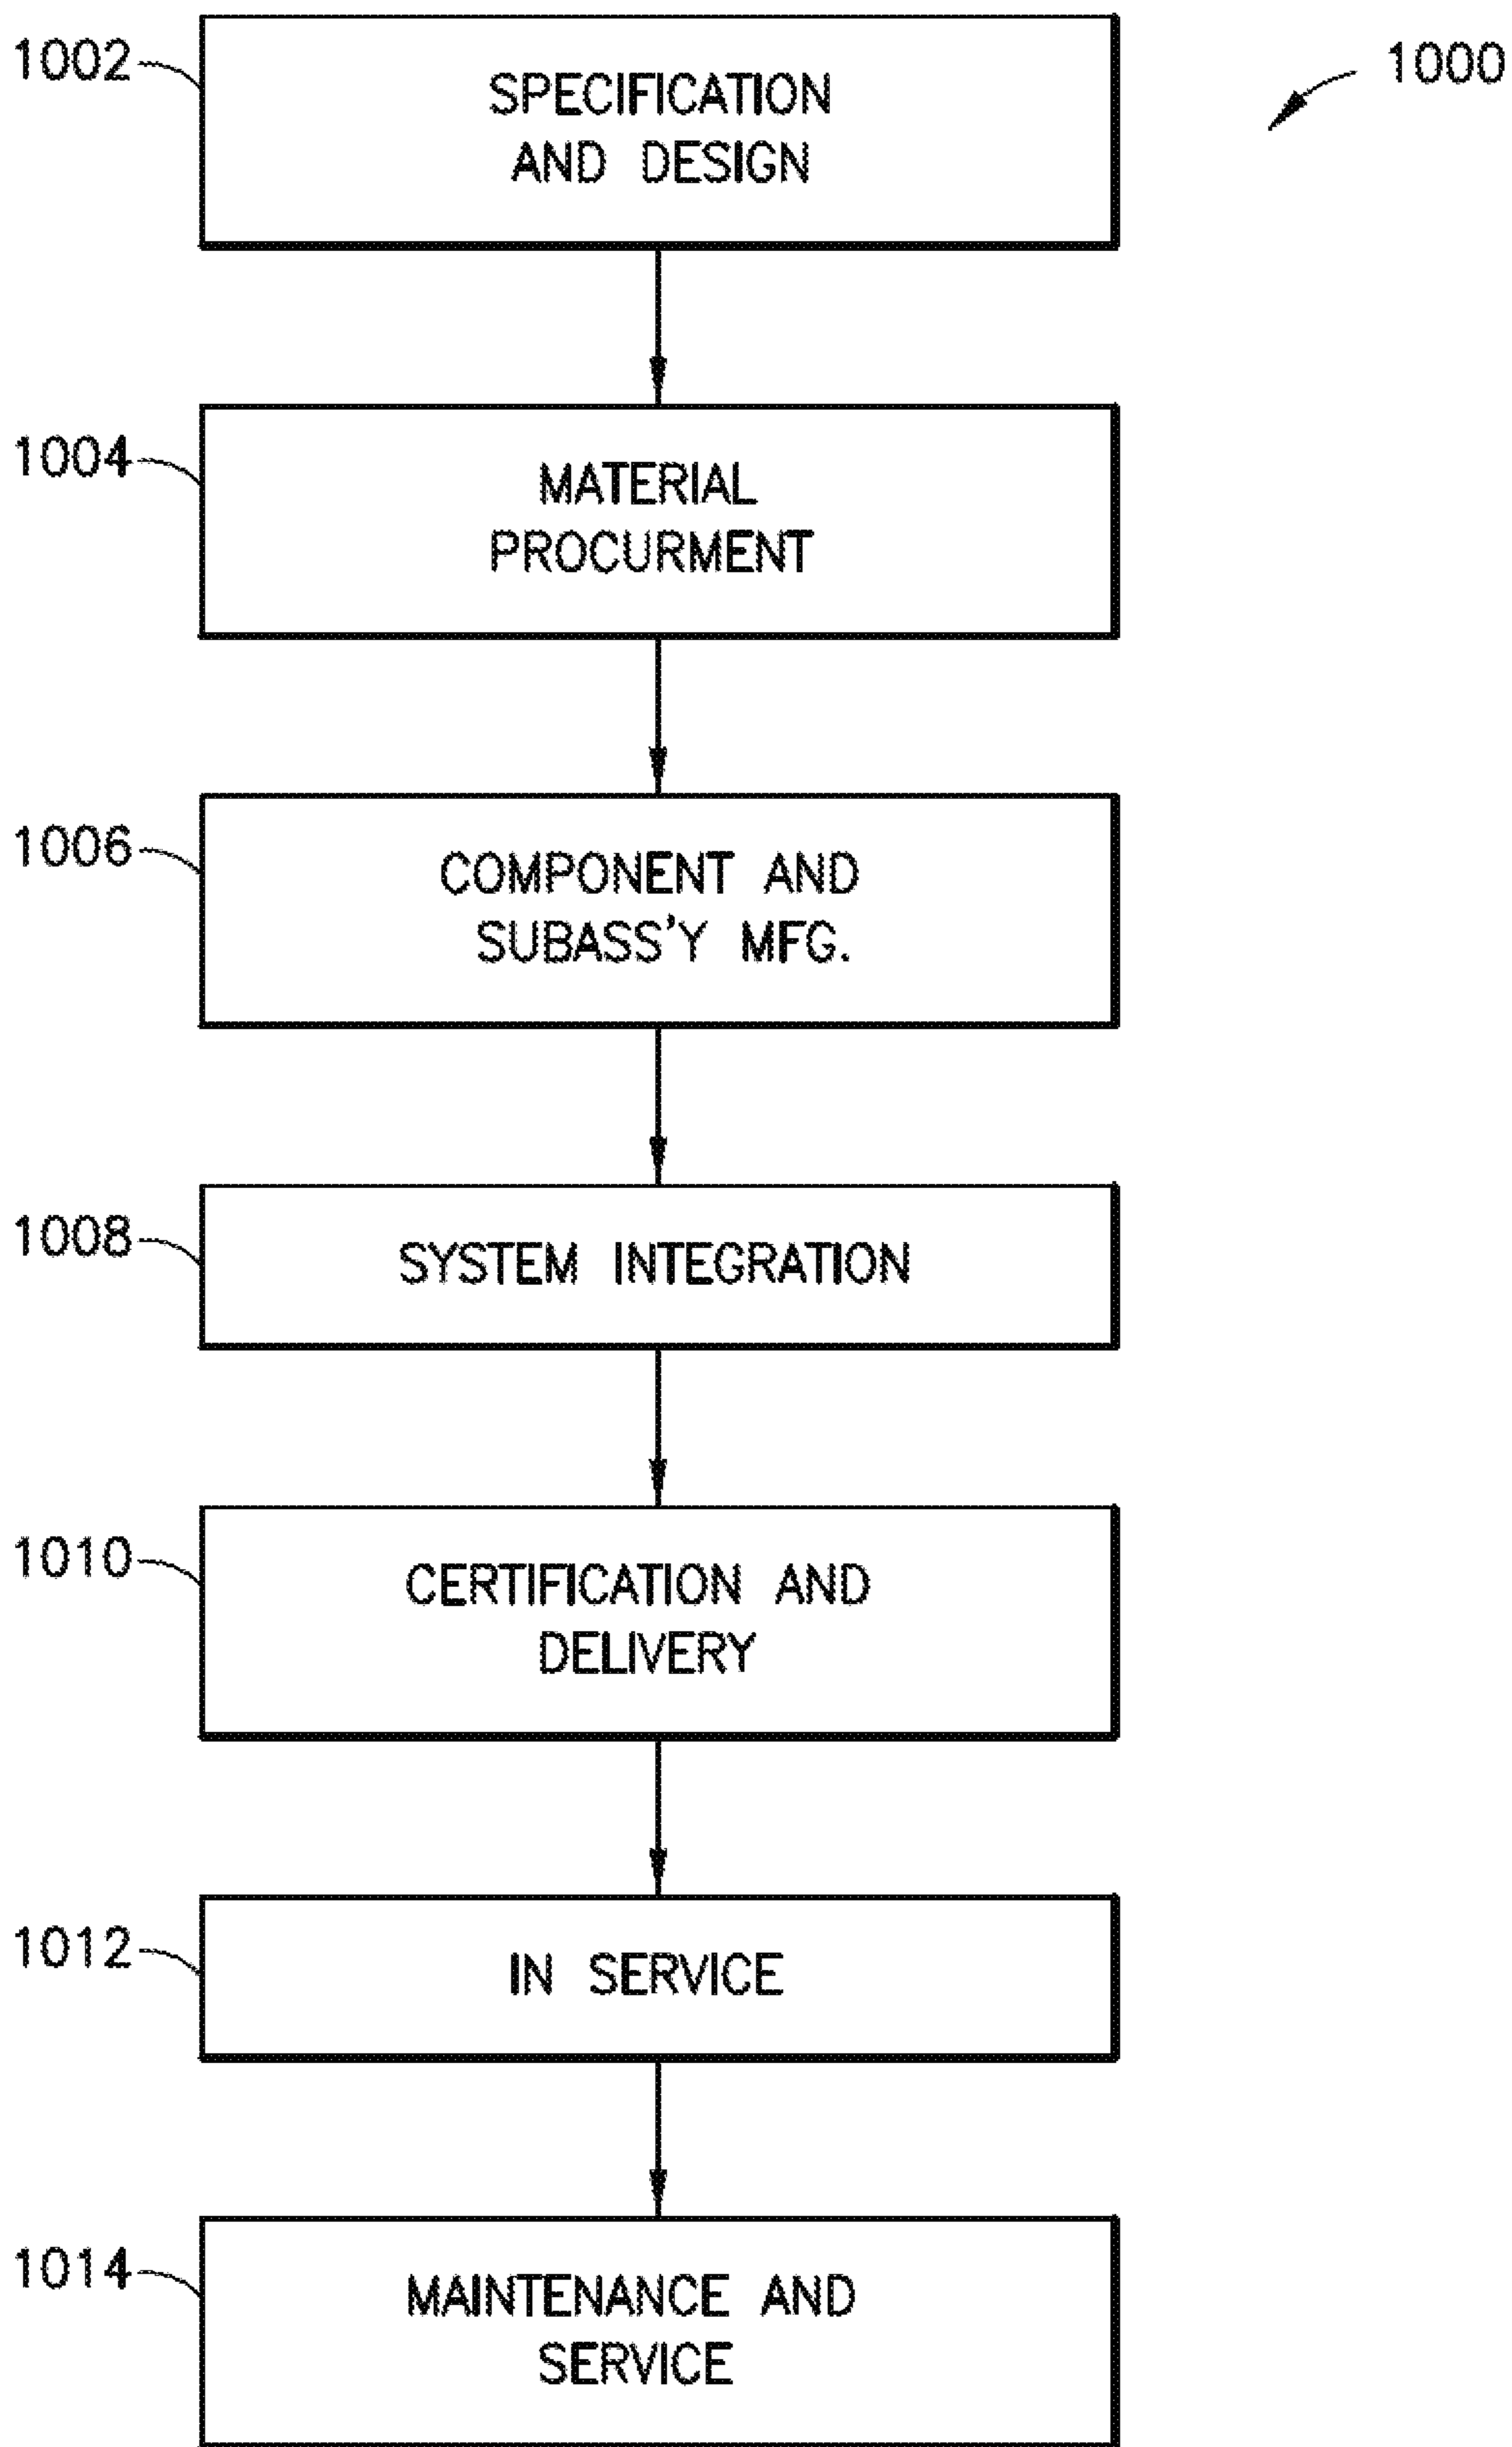 1000
1002
SPECIFICATION
AND DESIGN
1004
MATERIAL
PROCURMENT
1006
COMPONENT AND
SUBASS'Y MFG.
1008
SYSTEM INTEGRATION
1010
CERTIFICATION AND
DELIVERY
1012
IN SERVICE
1014
MAINTENANCE AND
SERVICE